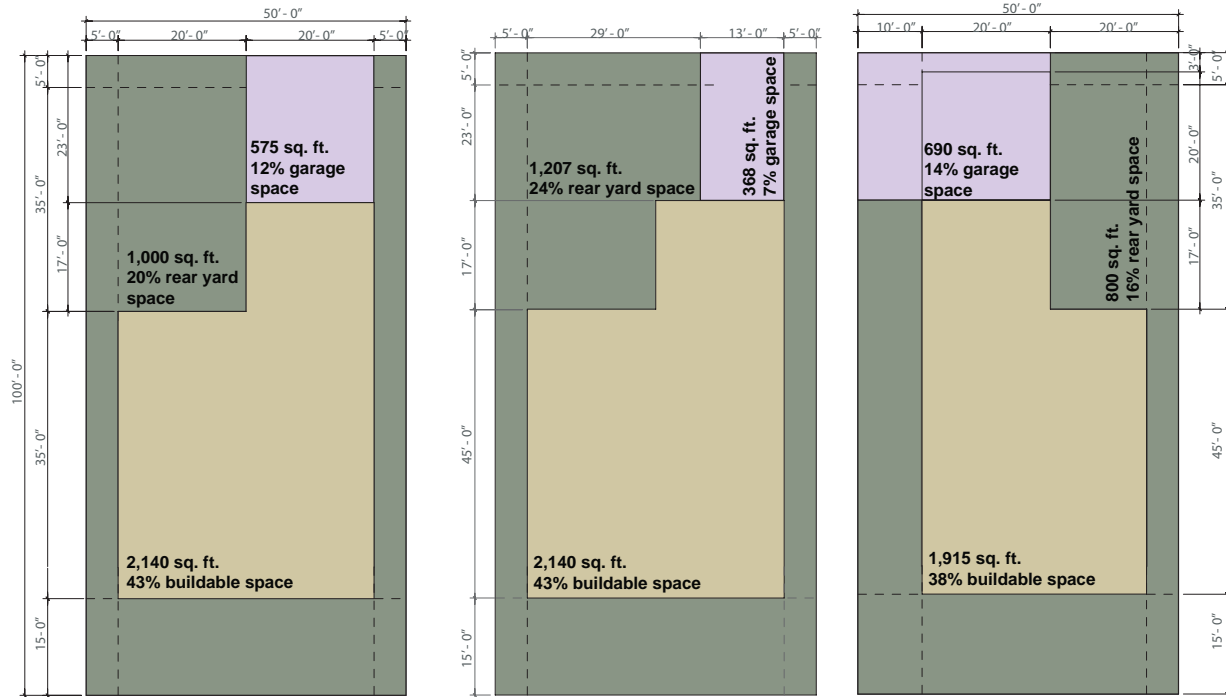 50'- 0"
5'- 0" 20'- 0" 20'- 0" 5'- 0"
5'- 0"
23'- 0"
35'- 0"
17'- 0"
100'- 0"
35'- 0"
15'- 0"
575 sq. ft.
12% garage
space
1,000 sq. ft.
20% rear yard
space
2,140 sq. ft.
43% buildable space
5'- 0" 29'- 0" 13'- 0" 5'- 0"
5'- 0"
23'- 0"
17'- 0"
45'- 0"
15'- 0"
1,207 sq. ft.
24% rear yard space
368 sq. ft.
7% garage space
2,140 sq. ft.
43% buildable space
50'- 0"
10'- 0" 20'- 0" 20'- 0"
3'- 0"
5'- 0"
20'- 0"
35'- 0"
17'- 0"
45'- 0"
15'- 0"
690 sq. ft.
14% garage
space
800 sq. ft.
16% rear yard space
1,915 sq. ft.
38% buildable space